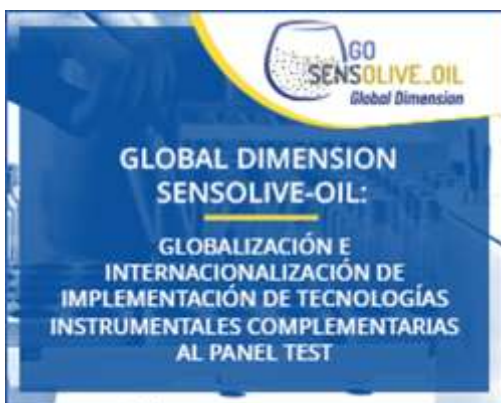 GO
SENSOLIVE_OIL
Global Dimension
GLOBAL DIMENSION
SENSOLIVE-OIL:
GLOBALIZACIÓN E
INTERNACIONALIZACIÓN DE
IMPLEMENTACIÓN DE TECNOLOGÍAS
INSTRUMENTALES COMPLEMENTARIAS
AL PANEL TEST